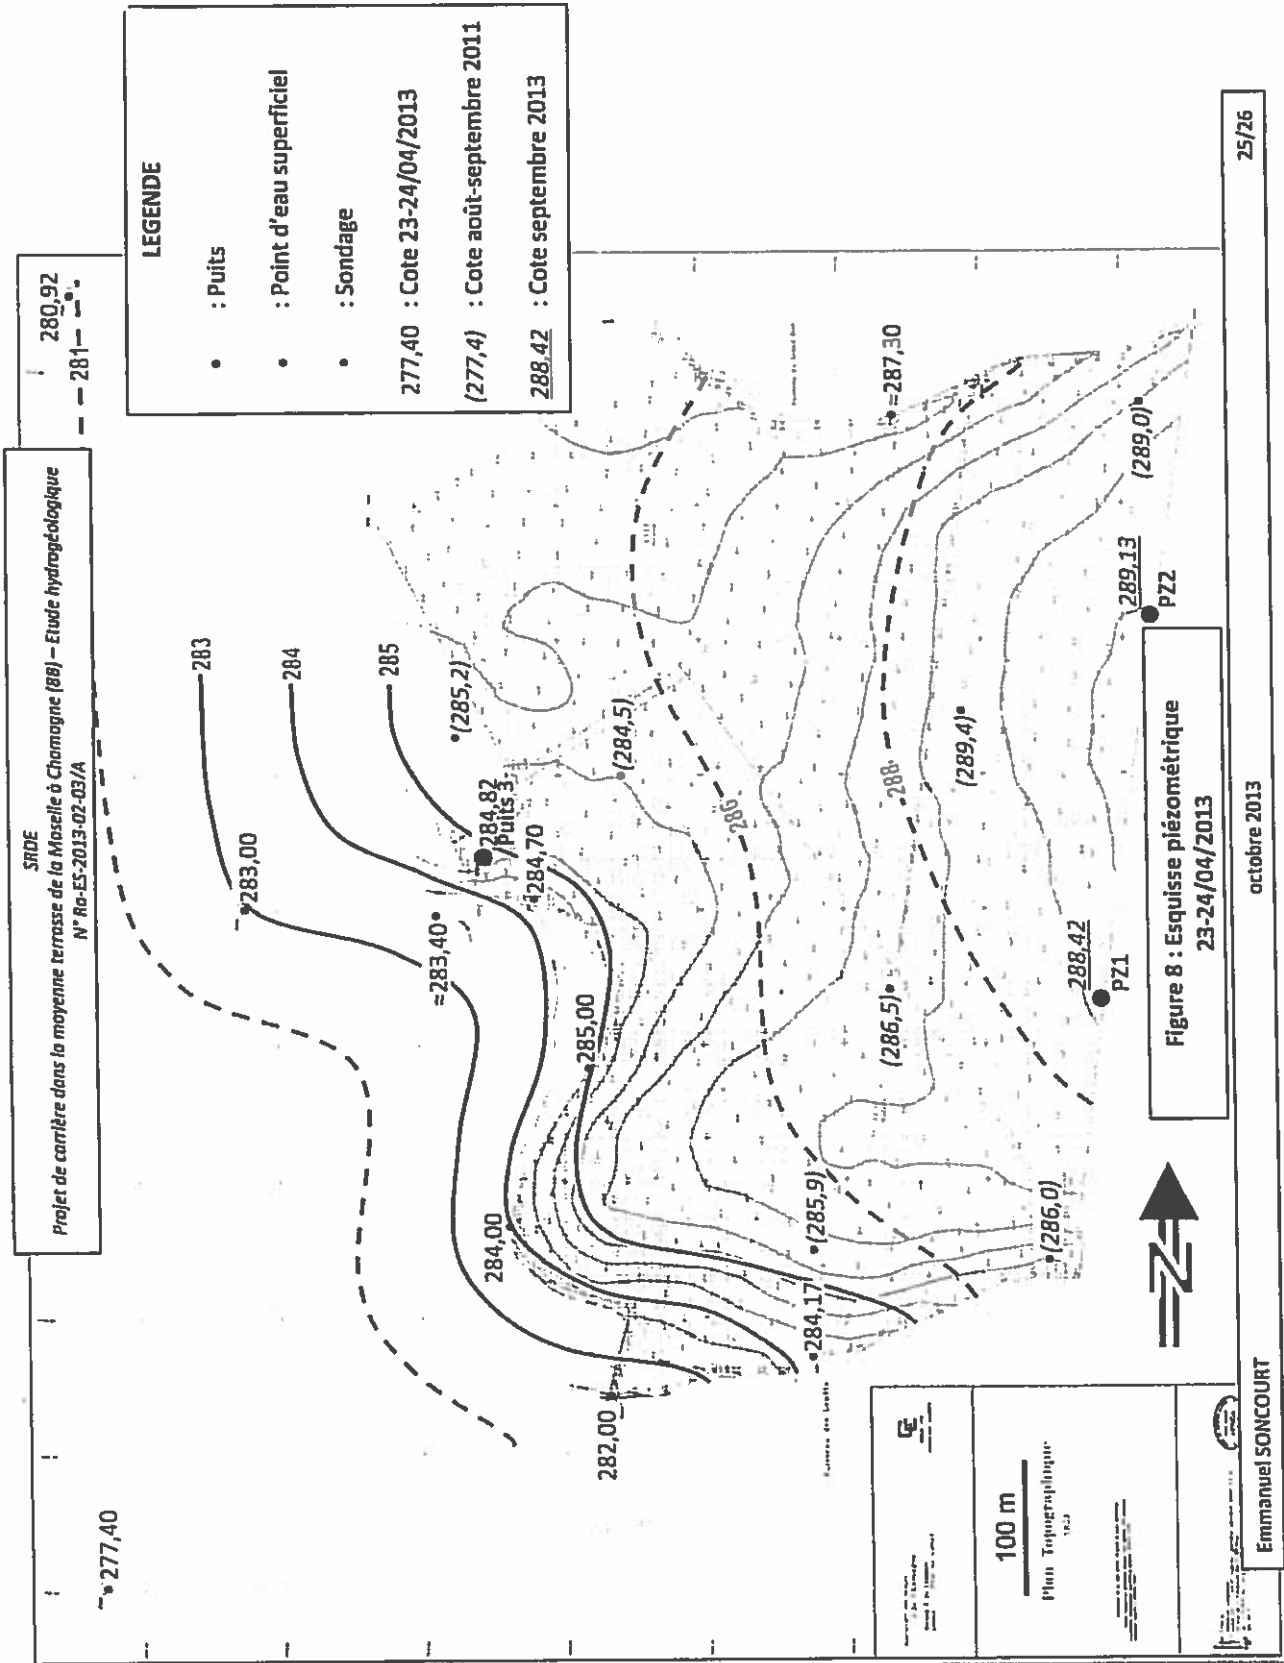 SRDE
Projet de carrière dans la moyenne terrasse de la Moselle à Chamagne (88) – Etude hydrogéologique
N° Ra-ES-2013-02-03/A
LEGENDE
• : Puits
• : Point d'eau superficiel
• : Sondage
277,40 : Cote 23-24/04/2013
(277,4) : Cote août-septembre 2011
288,42 : Cote septembre 2013
280,92
281
283
284
285
283,00
(285,2)
284,82
Puits 3
≈283,40
284,70
(284,5)
285,00
286
≈287,30
288
(289,4)
(289,0)
289,13
PZ2
(286,5)
288,42
PZ1
284,00
(285,9)
(286,0)
284,17
282,00
277,40
N
100 m
Plan Topographique
Figure 8 : Esquisse piézométrique
23-24/04/2013
Emmanuel SONCOURT
octobre 2013
25/26